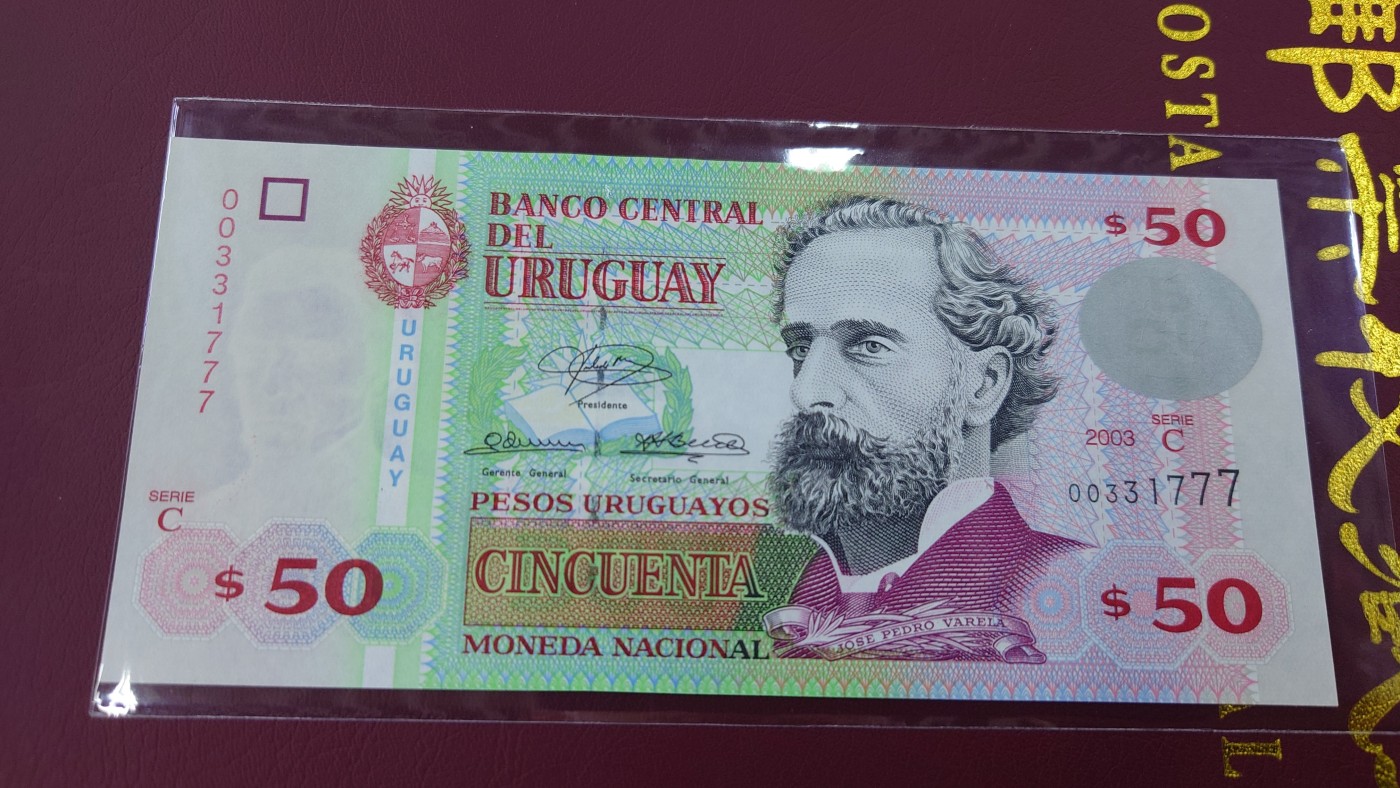 00331777
BANCO CENTRAL
DEL
URUGUAY
$ 50
URUGUAY
Presidente
Gerente General
Secretario General
PESOS URUGUAYOS
CINCUENTA
MONEDA NACIONAL
2003
SERIE
C
00331777
SERIE
C
$ 50
$ 50
JOSE PEDRO VARELA
OSTA
L